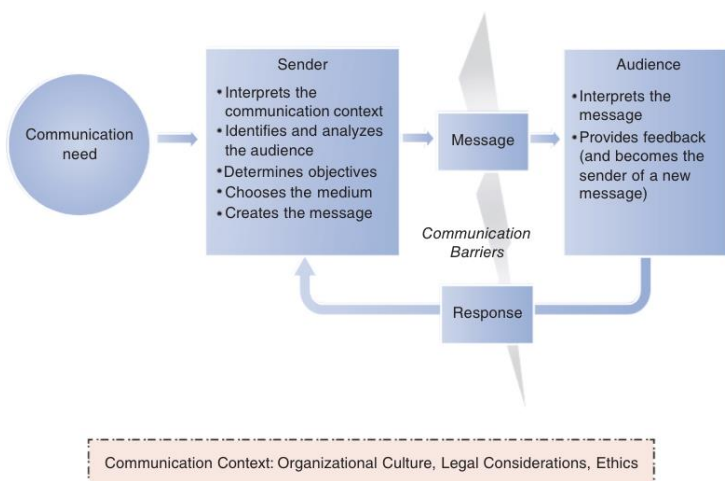 Communication
need
Sender
• Interprets the
communication context
• Identifies and analyzes
the audience
• Determines objectives
• Chooses the medium
• Creates the message
Message
Communication
Barriers
Audience
• Interprets the
message
• Provides feedback
(and becomes the
sender of a new
message)
Response
Communication Context: Organizational Culture, Legal Considerations, Ethics